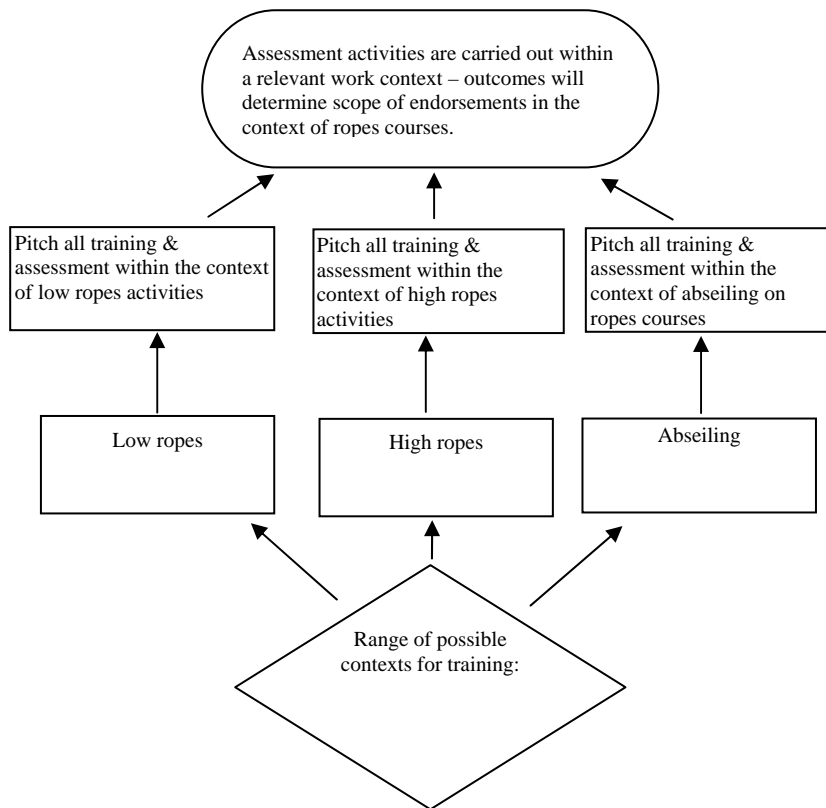 Assessment activities are carried out within
a relevant work context – outcomes will
determine scope of endorsements in the
context of ropes courses.
Pitch all training &
assessment within the context
of low ropes activities
Pitch all training &
assessment within the
context of high ropes
activities
Pitch all training &
assessment within the
context of abseiling on
ropes courses
Low ropes
High ropes
Abseiling
Range of possible
contexts for training: